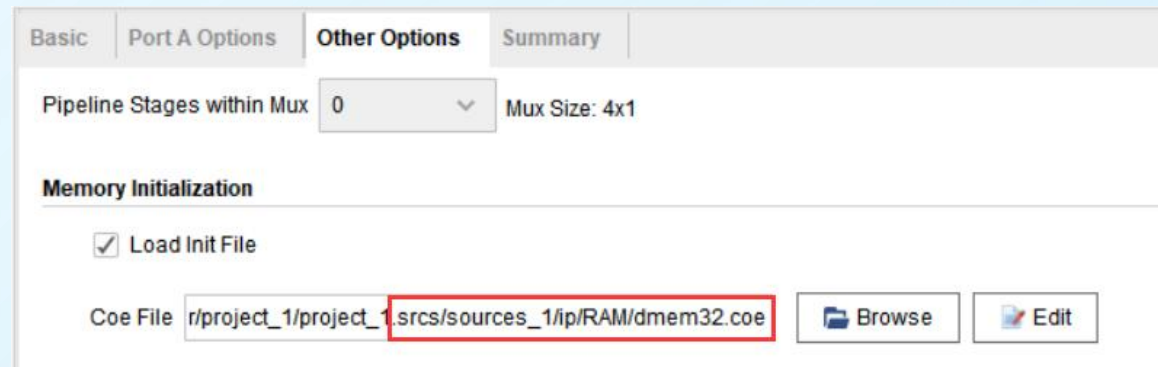 Basic Port A Options Other Options Summary
Pipeline Stages within Mux 0 Mux Size: 4x1
Memory Initialization
Load Init File
Coe File r/project_1/project_1.srcs/sources_1/ip/RAM/dmem32.coe Browse Edit